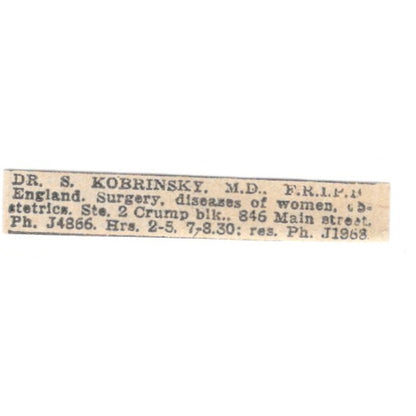 DR. S. KOBRINSKY, M.D., F.R.I.P.H
England. Surgery, diseases of women, ob-
stetrics. Ste. 2 Crump blk., 846 Main street.
Ph. J4866. Hrs. 2-5, 7-8.30; res. Ph. J1968.